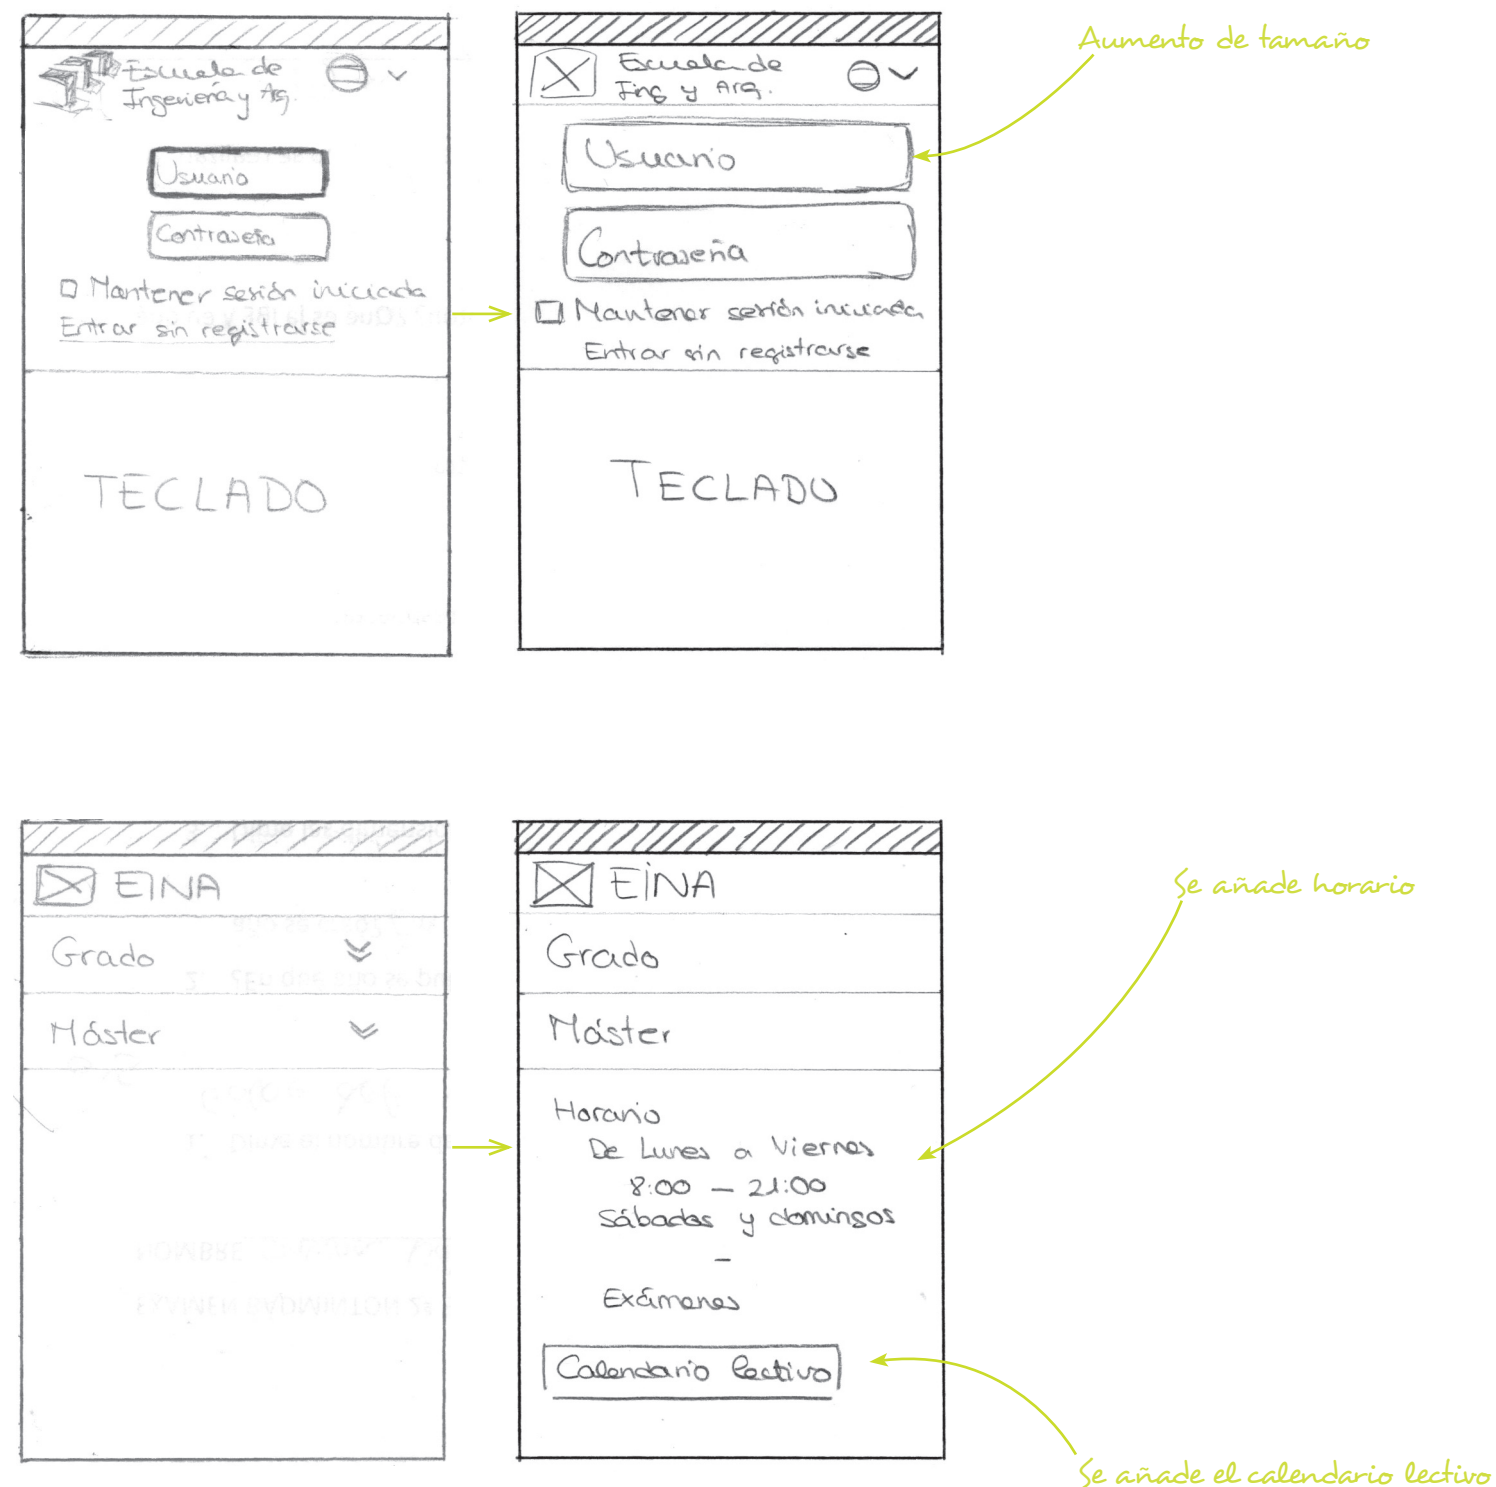 Escuela de
Ingeniería y Arq.
Usuario
Contraseña
Mantener sesión iniciada
Entrar sin registrarse
TECLADO
Escuela de
Ing y Arq.
Usuario
Contraseña
Mantener sesión iniciada
Entrar sin registrarse
TECLADO
Aumento de tamaño
EINA
Grado
Máster
EINA
Grado
Máster
Horario
De Lunes a Viernes
8:00 – 21:00
Sábados y domingos
–
Exámenes
Calendario lectivo
Se añade horario
Se añade el calendario lectivo